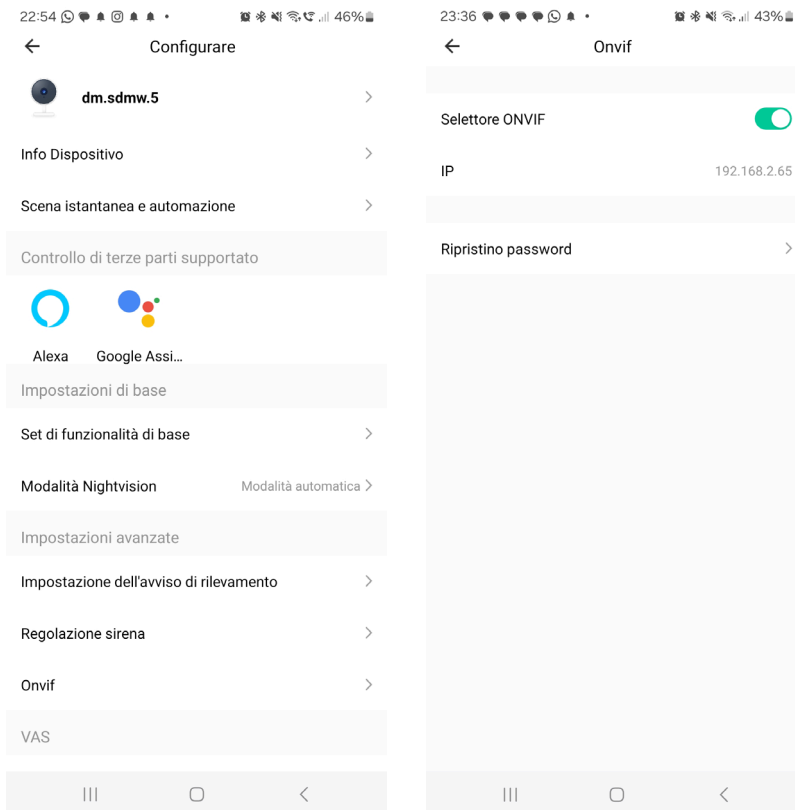 22:54 46%
Configurare
dm.sdmw.5
Info Dispositivo
Scena istantanea e automazione
Controllo di terze parti supportato
Alexa Google Assi...
Impostazioni di base
Set di funzionalità di base
Modalità Nightvision Modalità automatica
Impostazioni avanzate
Impostazione dell'avviso di rilevamento
Regolazione sirena
Onvif
VAS
23:36 43%
Onvif
Selettore ONVIF
IP 192.168.2.65
Ripristino password